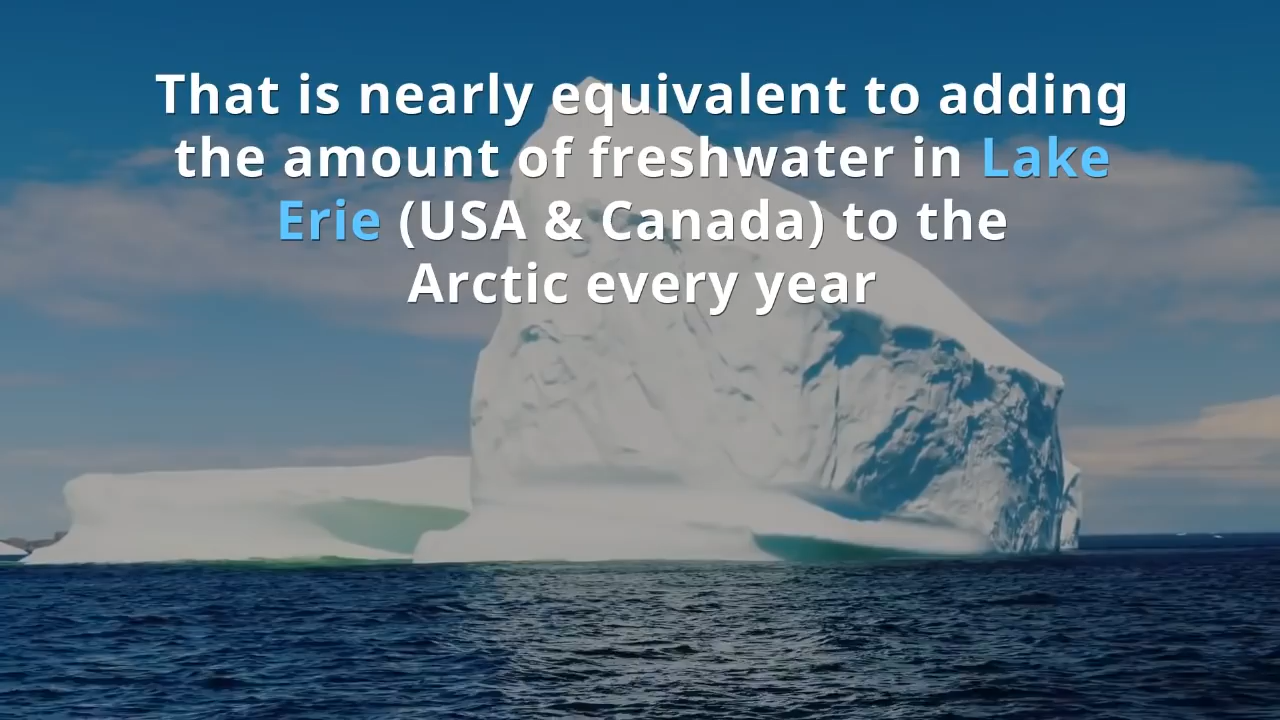 That is nearly equivalent to adding
the amount of freshwater in Lake
Erie (USA & Canada) to the
Arctic every year